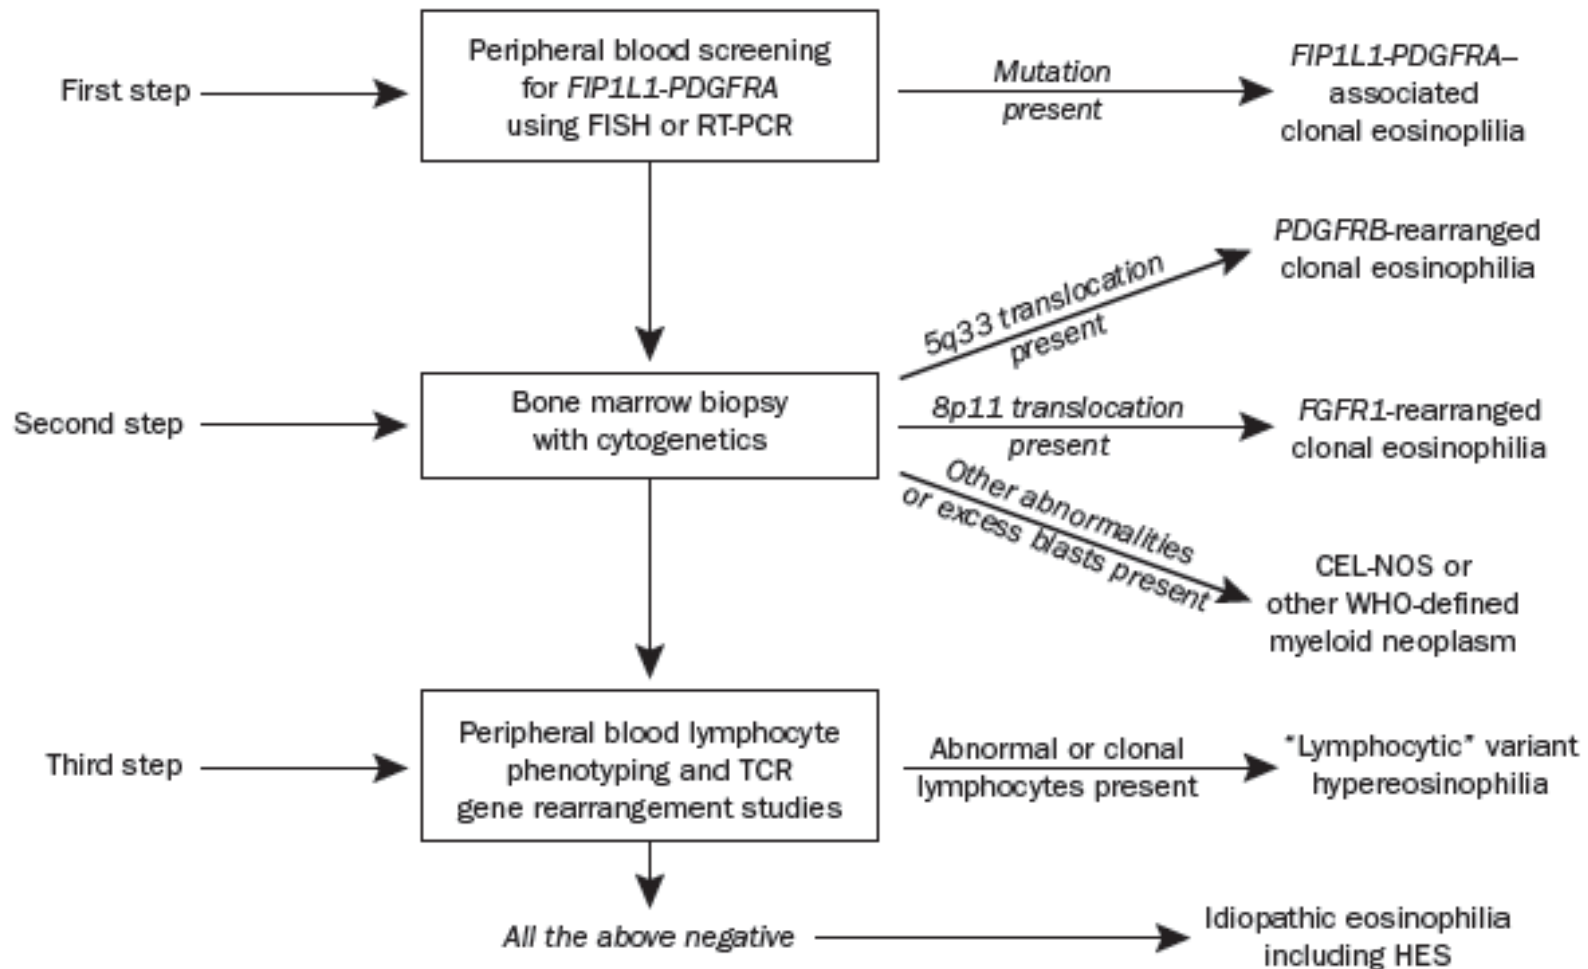 First step
Peripheral blood screening
for FIP1L1-PDGFRA
using FISH or RT-PCR
Mutation
present
FIP1L1-PDGFRA–
associated
clonal eosinoplilia
5q33 translocation
present
PDGFRB-rearranged
clonal eosinophilia
Second step
Bone marrow biopsy
with cytogenetics
8p11 translocation
present
FGFR1-rearranged
clonal eosinophilia
Other abnormalities
or excess blasts present
CEL-NOS or
other WHO-defined
myeloid neoplasm
Third step
Peripheral blood lymphocyte
phenotyping and TCR
gene rearrangement studies
Abnormal or clonal
lymphocytes present
"Lymphocytic" variant
hypereosinophilia
All the above negative
Idiopathic eosinophilia
including HES